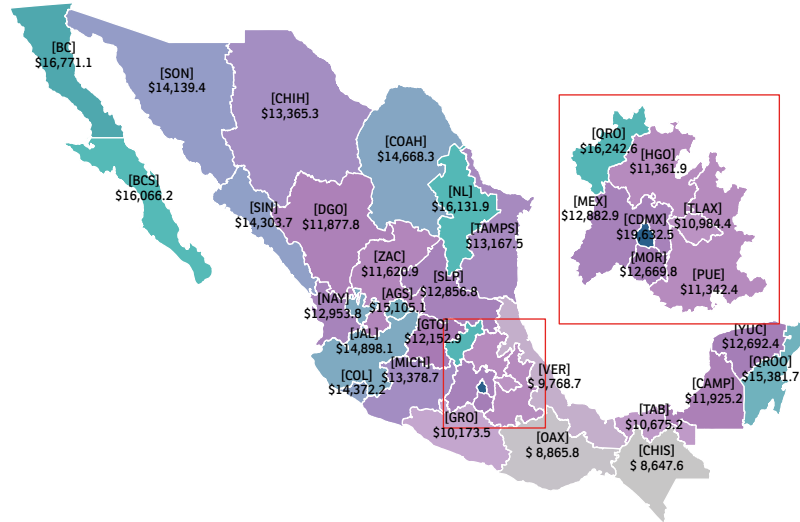 [BC]
$16,771.1
[SON]
$14,139.4
[CHIH]
$13,365.3
[COAH]
$14,668.3
[BCS]
$16,066.2
[SIN]
$14,303.7
[DGO]
$11,877.8
[NL]
$16,131.9
[TAMPS]
$13,167.5
[ZAC]
$11,620.9
[SLP]
$12,856.8
[NAY]
$12,953.8
[AGS]
$15,105.1
[JAL]
$14,898.1
[GTO]
$12,152.9
[COL]
$14,372.2
[MICH]
$13,378.7
[VER]
$ 9,768.7
[GRO]
$10,173.5
[OAX]
$ 8,865.8
[TAB]
$10,675.2
[CHIS]
$ 8,647.6
[CAMP]
$11,925.2
[YUC]
$12,692.4
[QROO]
$15,381.7
[QRO]
$16,242.6
[HGO]
$11,361.9
[MEX]
$12,882.9
[CDMX]
$19,632.5
[TLAX]
$10,984.4
[MOR]
$12,669.8
[PUE]
$11,342.4